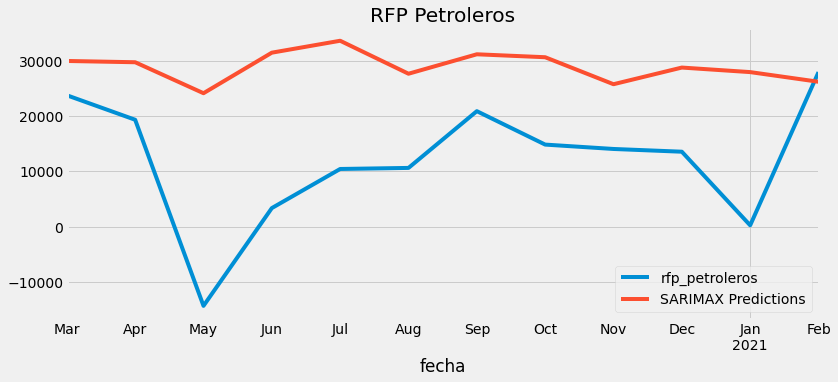 RFP Petroleros
30000
20000
10000
0
−10000
rfp_petroleros
SARIMAX Predictions
Mar Apr May Jun Jul Aug Sep Oct Nov Dec Jan Feb
2021
fecha